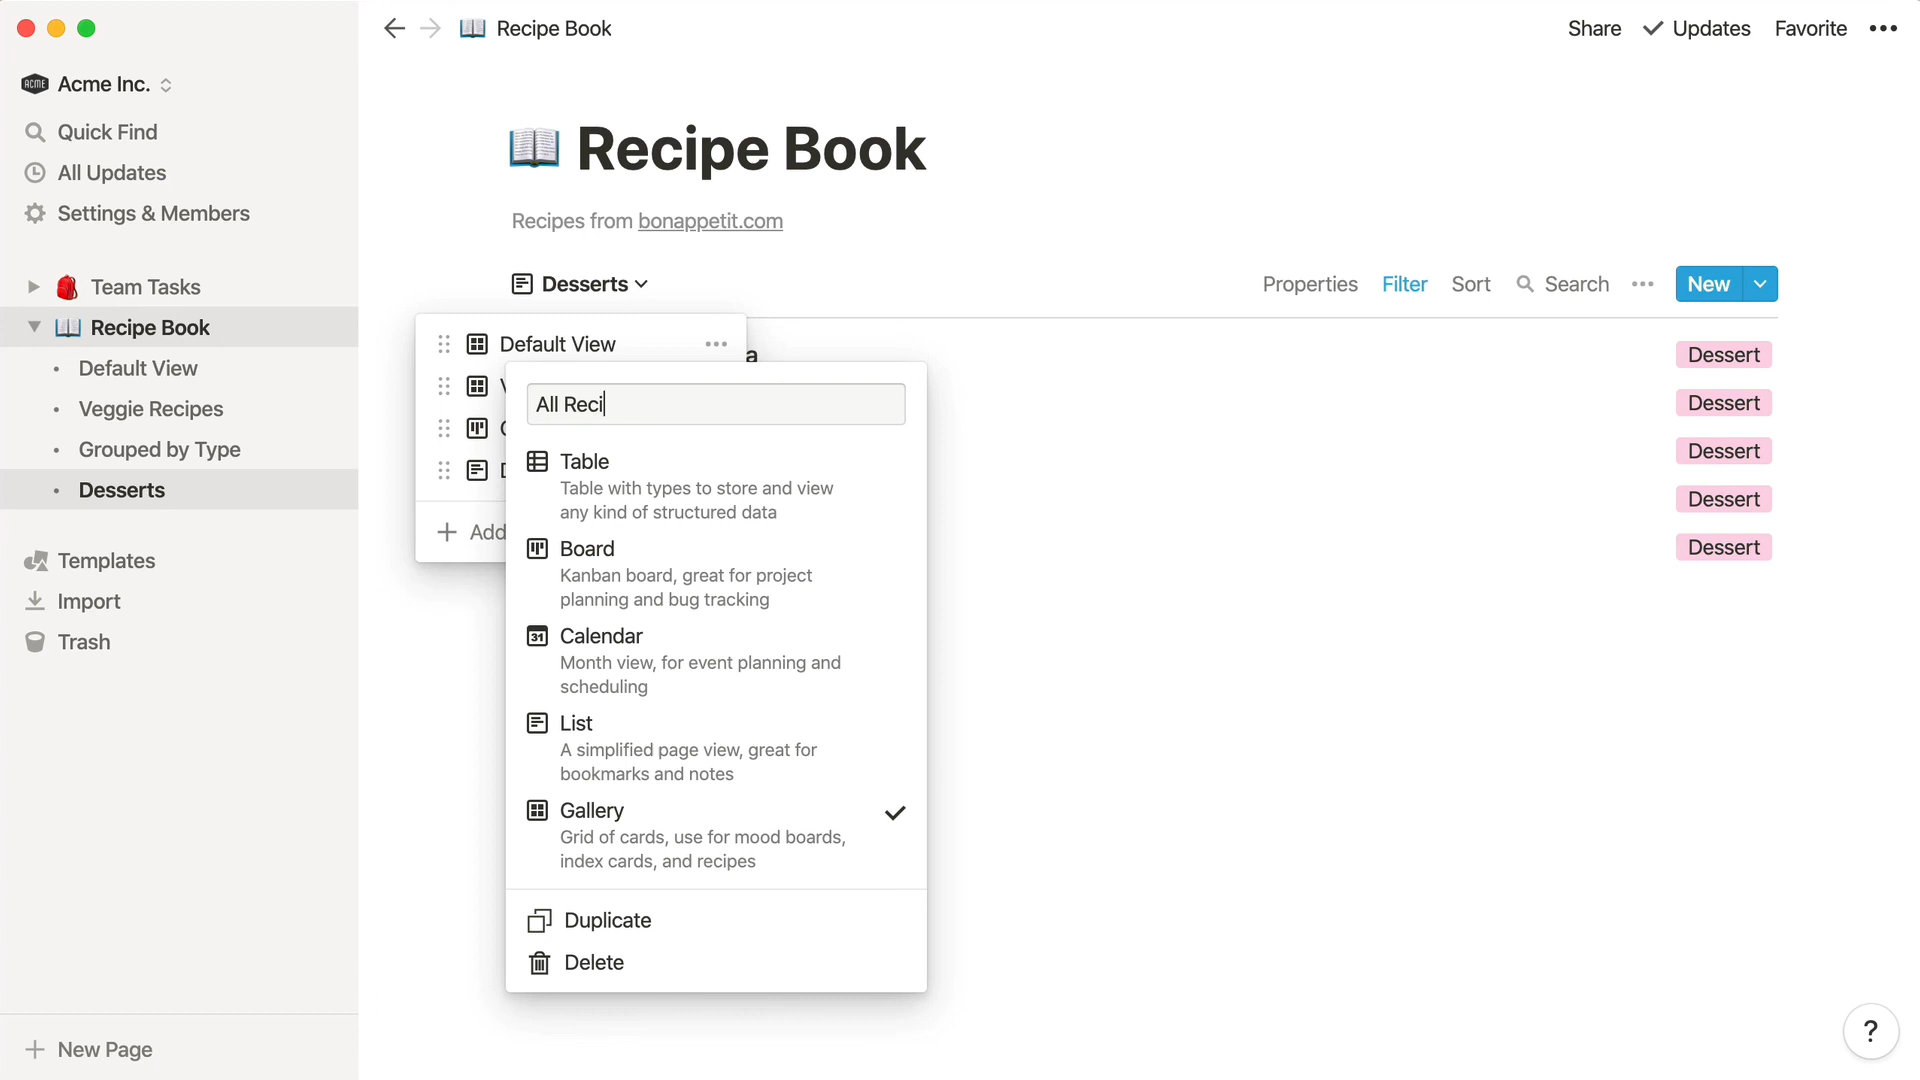 Recipe Book
Share
Updates
Favorite
ACME
Acme Inc.
Quick Find
All Updates
Settings & Members
Team Tasks
Recipe Book
Default View
Veggie Recipes
Grouped by Type
Desserts
Templates
Import
Trash
New Page
Recipe Book
Recipes from bonappetit.com
Desserts
Properties
Filter
Sort
Search
New
Default View
a
Add
All Reci
Table
Table with types to store and view
any kind of structured data
Board
Kanban board, great for project
planning and bug tracking
31
Calendar
Month view, for event planning and
scheduling
List
A simplified page view, great for
bookmarks and notes
Gallery
Grid of cards, use for mood boards,
index cards, and recipes
Duplicate
Delete
Dessert
Dessert
Dessert
Dessert
Dessert
?